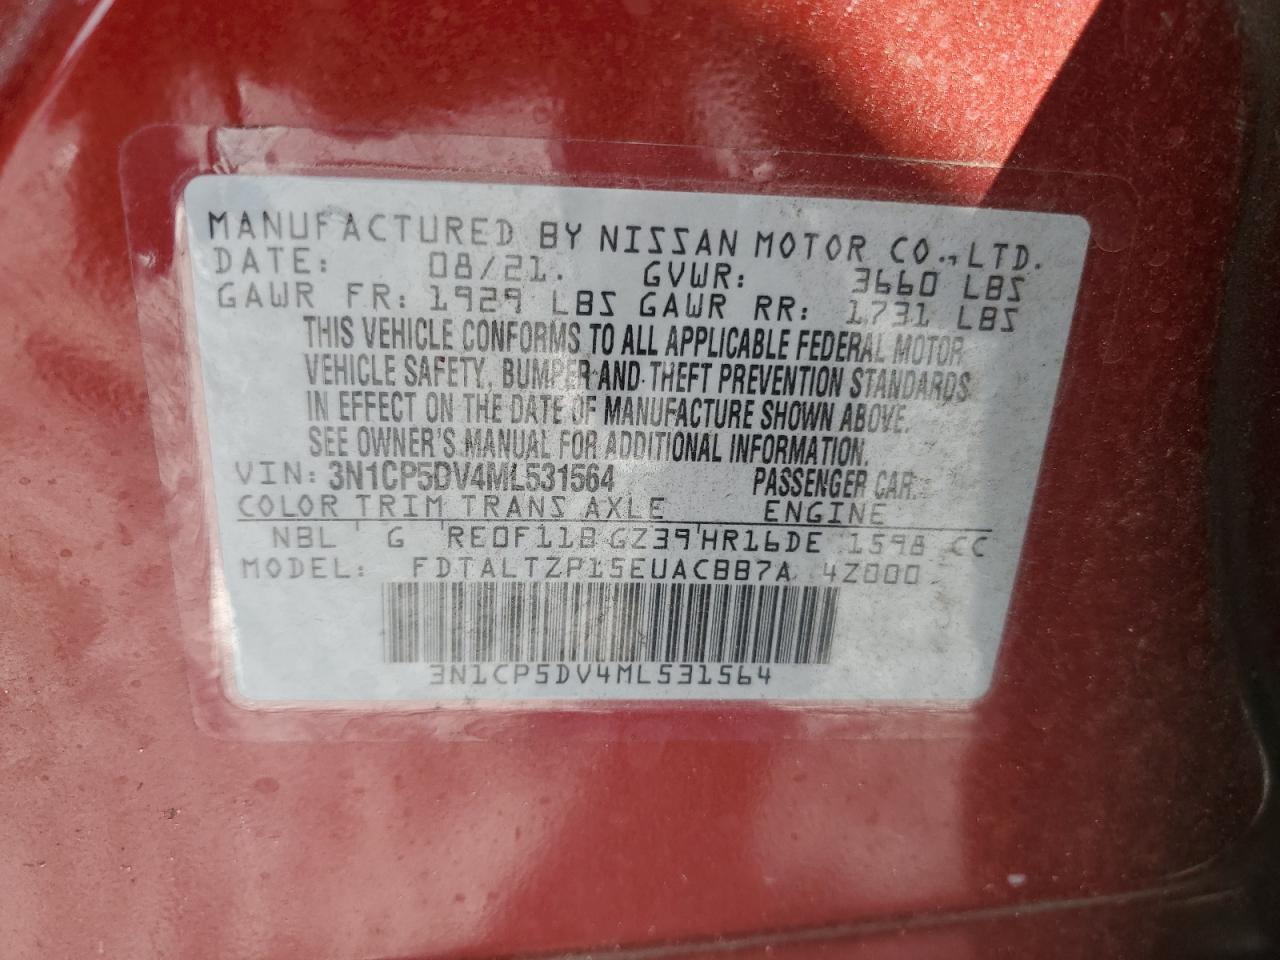 MANUFACTURED BY NISSAN MOTOR CO., LTD.
DATE: 08/21. GVWR: 3660 LBS
GAWR FR: 1929 LBS GAWR RR: 1731 LBS
THIS VEHICLE CONFORMS TO ALL APPLICABLE FEDERAL MOTOR
VEHICLE SAFETY, BUMPER AND THEFT PREVENTION STANDARDS
IN EFFECT ON THE DATE OF MANUFACTURE SHOWN ABOVE.
SEE OWNER'S MANUAL FOR ADDITIONAL INFORMATION.
VIN: 3N1CP5DV4ML531564 PASSENGER CAR
COLOR TRIM TRANS AXLE ENGINE
NBL G RE0F11B GZ39 HR16DE 1598 CC
MODEL: FDTALTZP15EUACBB7A 4Z000
3N1CP5DV4ML531564